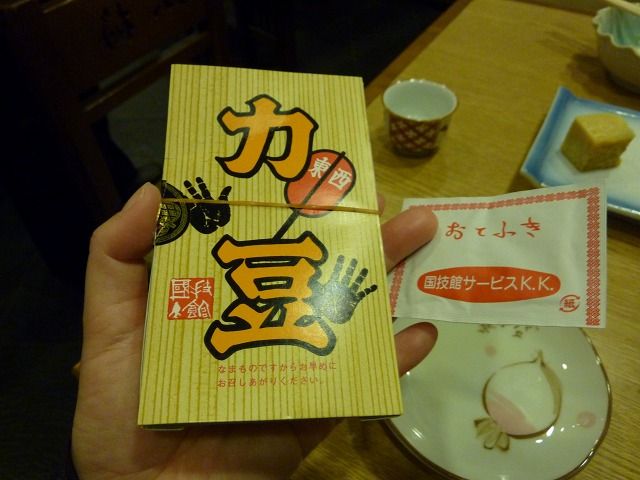 力
東西
豆
國技館
なまものですからお早めに
お召しあがりください。
おてふき
国技館サービスK.K.
紙